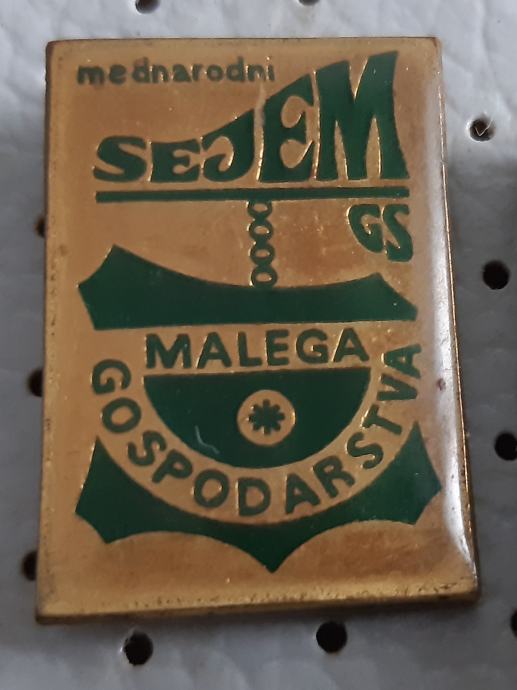 mednarodni
SEJEM
GS
MALEGA
GOSPODARSTVA